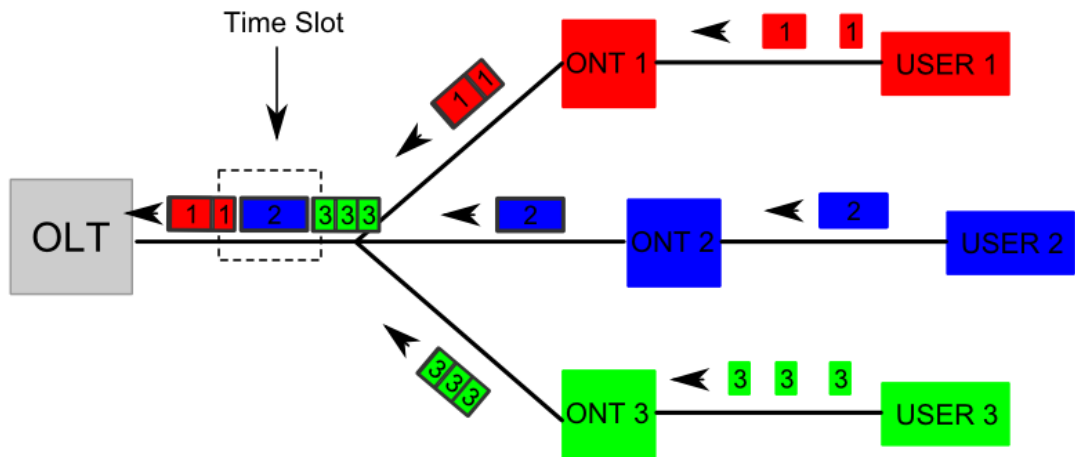 Time Slot
1 1
ONT 1
USER 1
1 1
OLT
1 1 2 3 3 3
2
ONT 2
2
USER 2
3 3 3
ONT 3
3 3 3
USER 3